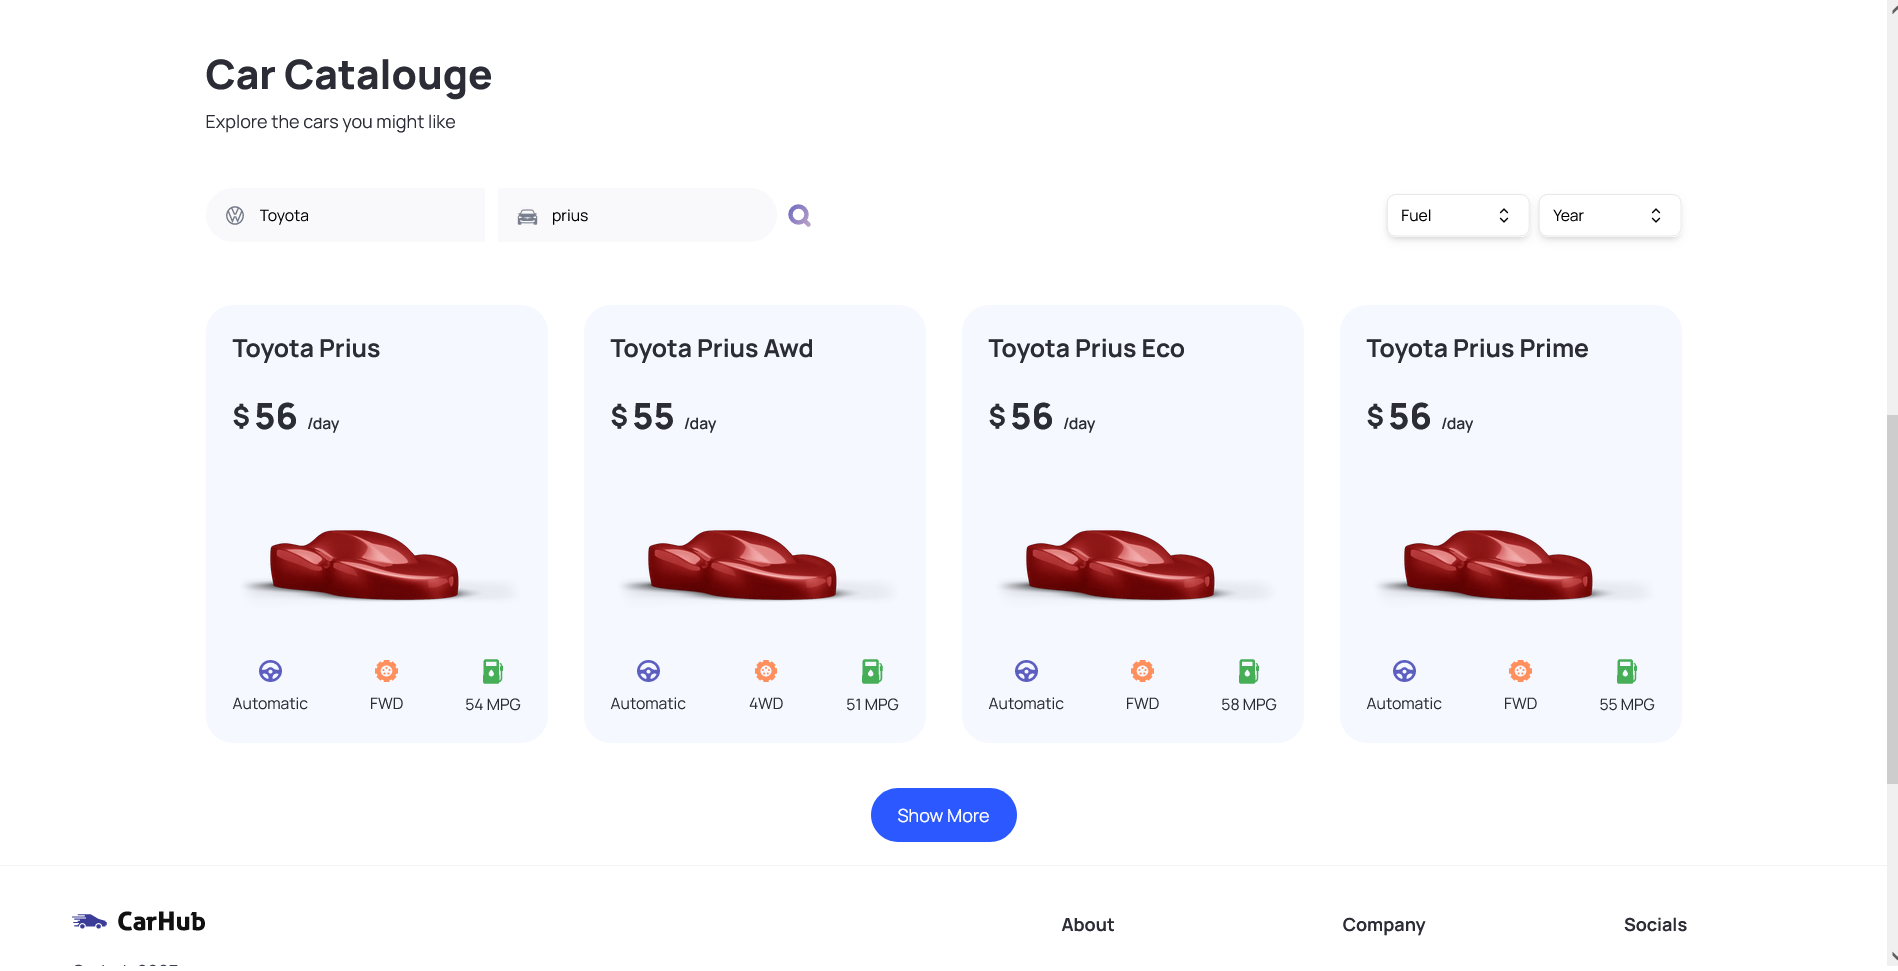 Car Catalouge
Explore the cars you might like
Toyota
prius
Fuel
Year
Toyota Prius
$ 56 /day
Automatic
FWD
54 MPG
Toyota Prius Awd
$ 55 /day
Automatic
4WD
51 MPG
Toyota Prius Eco
$ 56 /day
Automatic
FWD
58 MPG
Toyota Prius Prime
$ 56 /day
Automatic
FWD
55 MPG
Show More
CarHub
About
Company
Socials